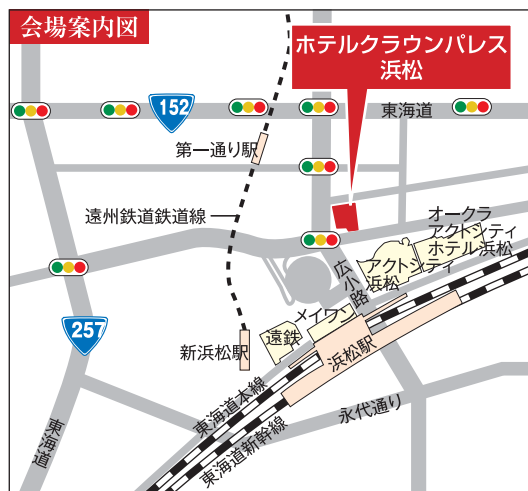 会場案内図
ホテルクラウンパレス
浜松
152
東海道
第一通り駅
遠州鉄道鉄道線
オークラ
アクトシティ
ホテル浜松
アクトシティ
浜松
広小路
メイワン
遠鉄
新浜松駅
浜松駅
257
東海道
東海道本線
東海道新幹線
永代通り